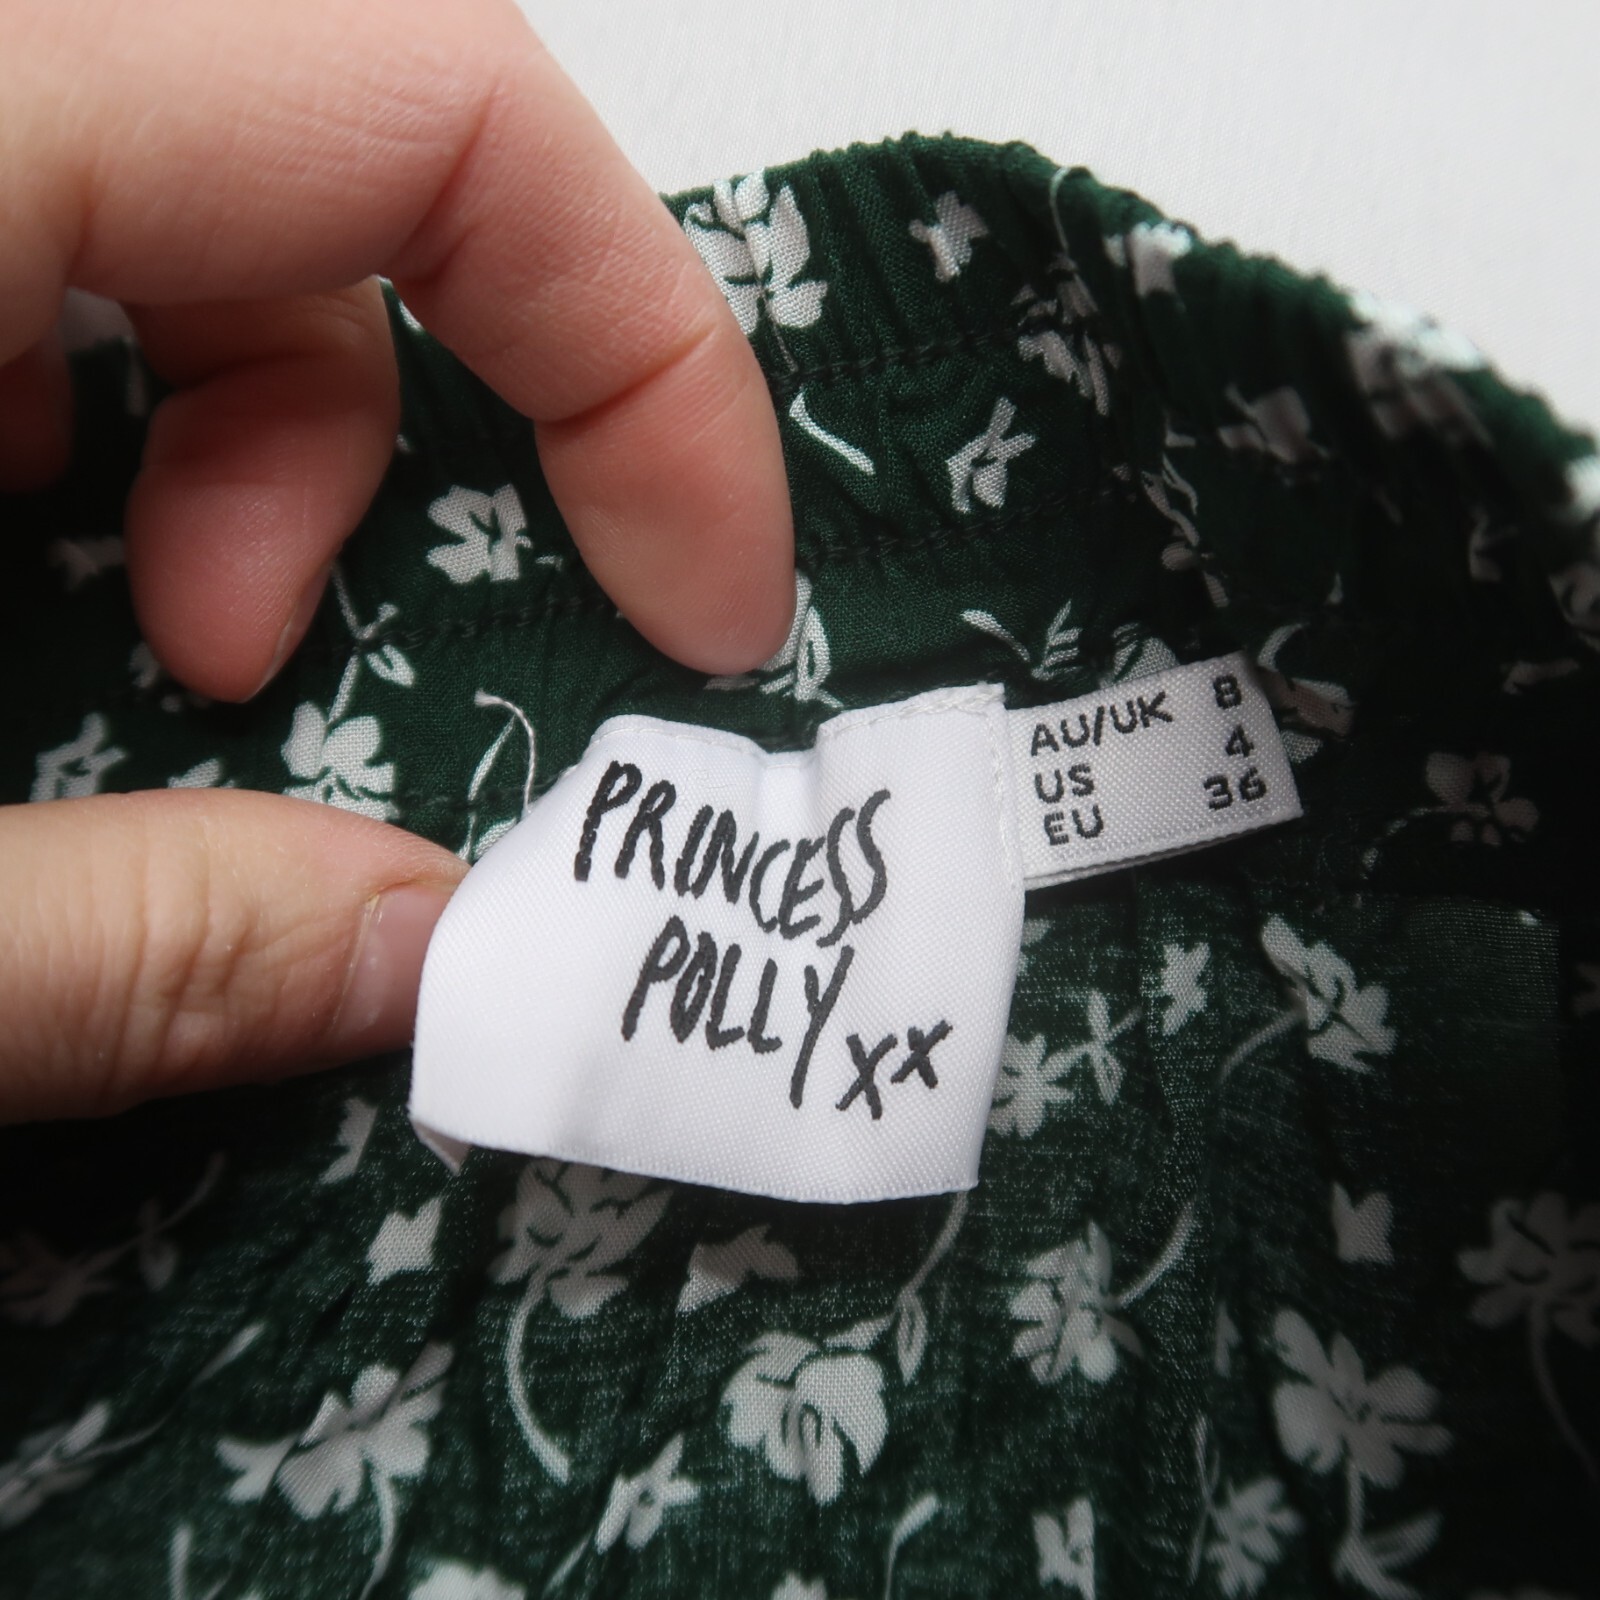 PRINCESS
POLLY xx
AU/UK 8
US 4
EU 36